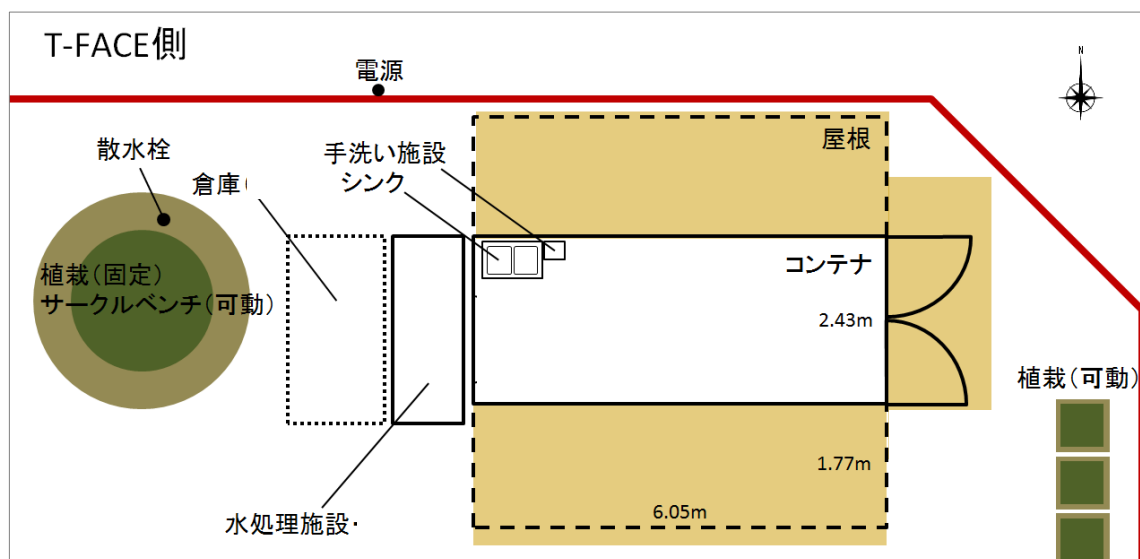 T-FACE側
電源
N
屋根
散水栓
手洗い施設
シンク
倉庫(
植栽(固定)
サークルベンチ(可動)
コンテナ
2.43m
植栽(可動)
1.77m
6.05m
水処理施設・